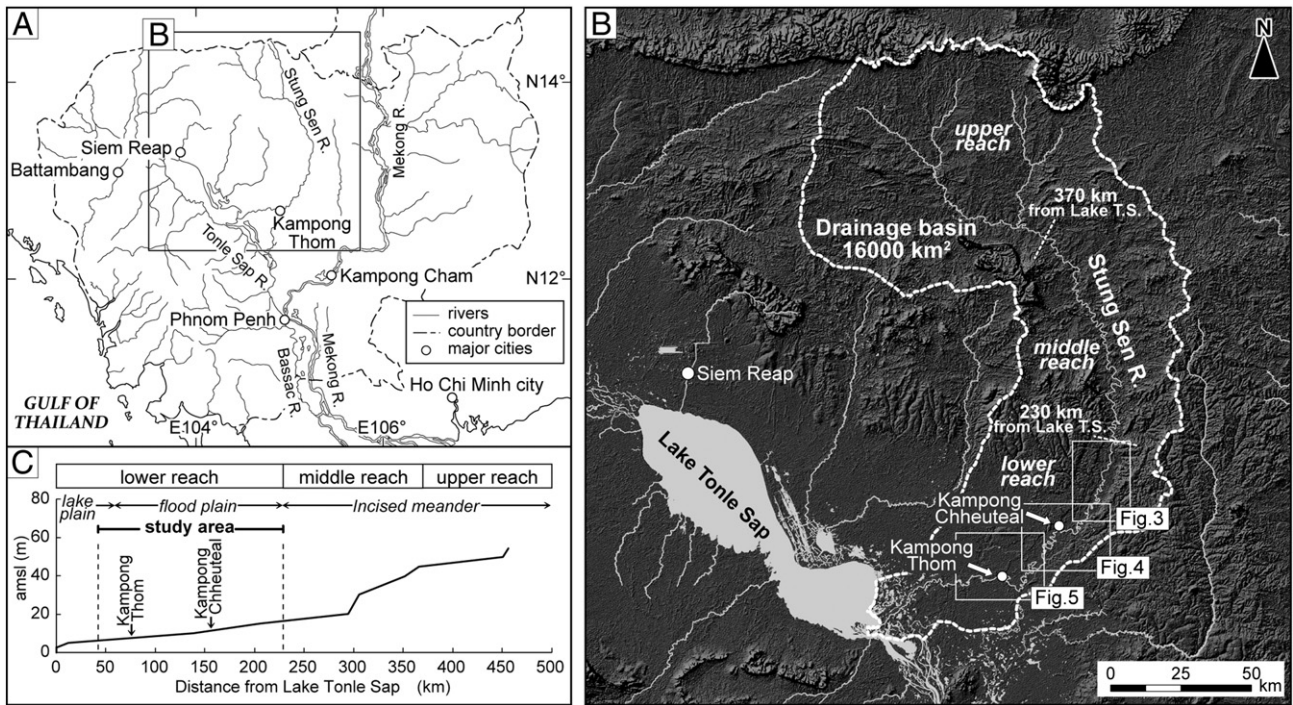 A
B
N14°
Stung Sen R.
Mekong R.
Siem Reap
Battambang
Kampong
Thom
Tonle Sap R.
Kampong Cham
N12°
Phnom Penh
rivers
country border
major cities
Bassac R.
Mekong R.
Ho Chi Minh city
GULF OF
THAILAND
E104°
E106°
C
lower reach
middle reach
upper reach
80
60
40
20
0
amsl (m)
lake
plain
flood plain
Incised meander
study area
Kampong
Thom
Kampong
Chheuteal
0
50
100
150
200
250
300
350
400
450
500
Distance from Lake Tonle Sap (km)
B
N
upper
reach
370 km
from Lake T.S.
Drainage basin
16000 km²
Stung Sen R.
middle
reach
Siem Reap
230 km
from Lake T.S.
Lake Tonle Sap
lower
reach
Kampong
Chheuteal
Fig.3
Kampong
Thom
Fig.4
Fig.5
0
25
50
km